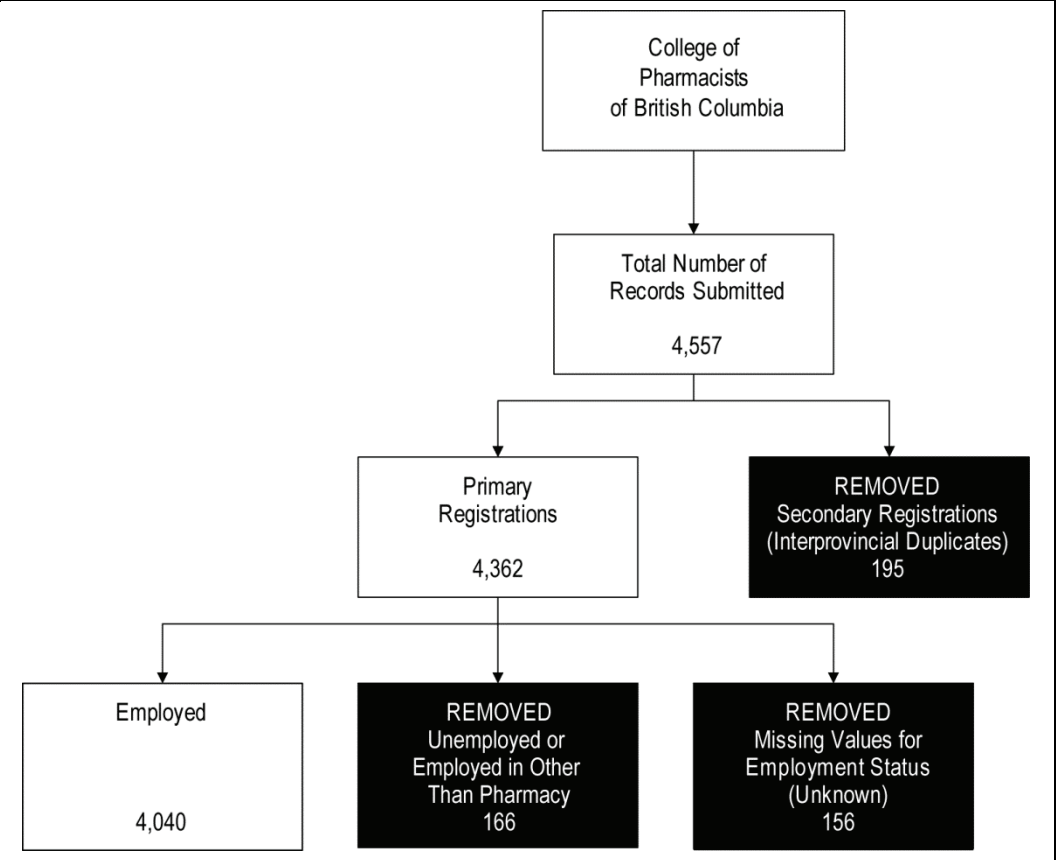 College of
Pharmacists
of British Columbia
Total Number of
Records Submitted
4,557
Primary
Registrations
4,362
REMOVED
Secondary Registrations
(Interprovincial Duplicates)
195
Employed
4,040
REMOVED
Unemployed or
Employed in Other
Than Pharmacy
166
REMOVED
Missing Values for
Employment Status
(Unknown)
156